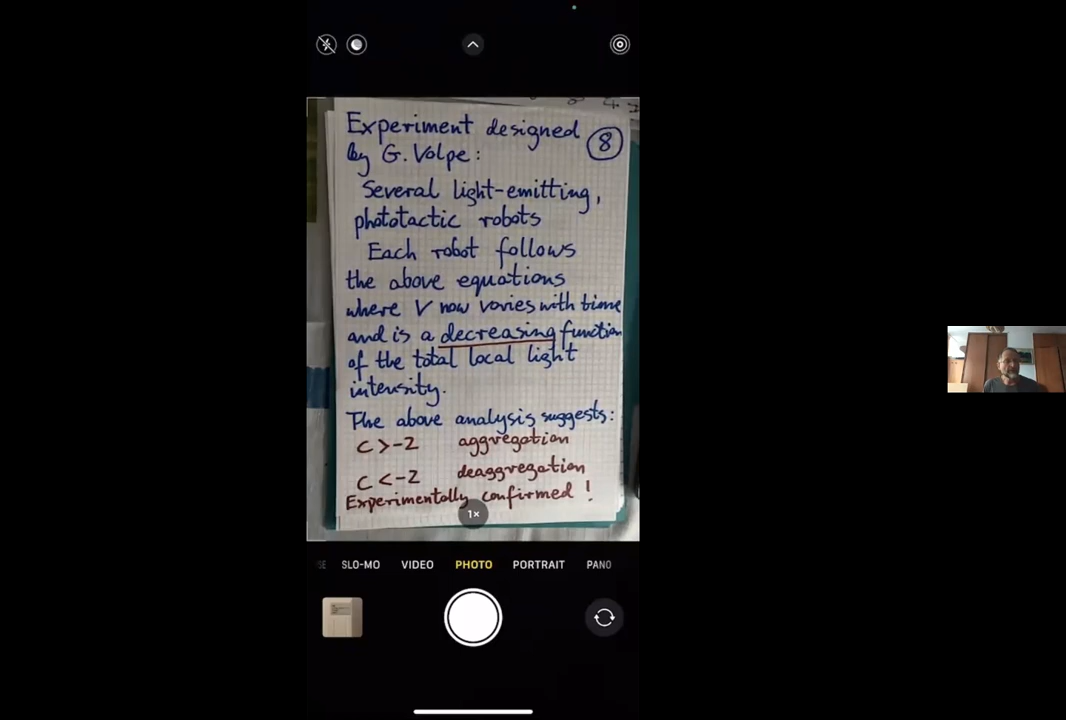 Experiment designed
by G. Volpe:
8
Several light-emitting,
phototactic robots
Each robot follows
the above equations
where V now varies with time
and is a decreasing function
of the total local light
intensity.
The above analysis suggests:
C > -2 aggregation
C < -2 deaggregation
Experimentally confirmed !
1×
SLO-MO VIDEO PHOTO PORTRAIT PANO